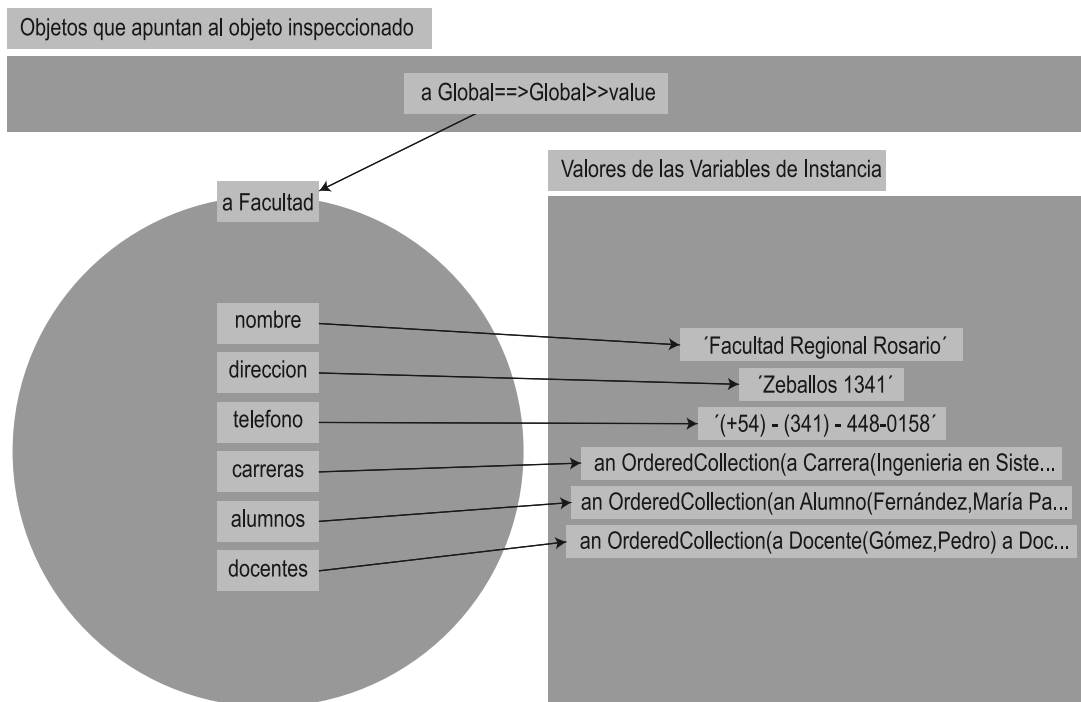 Objetos que apuntan al objeto inspeccionado
a Global==>Global>>value
Valores de las Variables de Instancia
a Facultad
nombre
´Facultad Regional Rosario´
direccion
´Zeballos 1341´
telefono
´(+54) - (341) - 448-0158´
carreras
an OrderedCollection(a Carrera(Ingenieria en Siste...
alumnos
an OrderedCollection(an Alumno(Fernández,María Pa...
docentes
an OrderedCollection(a Docente(Gómez,Pedro) a Doc...